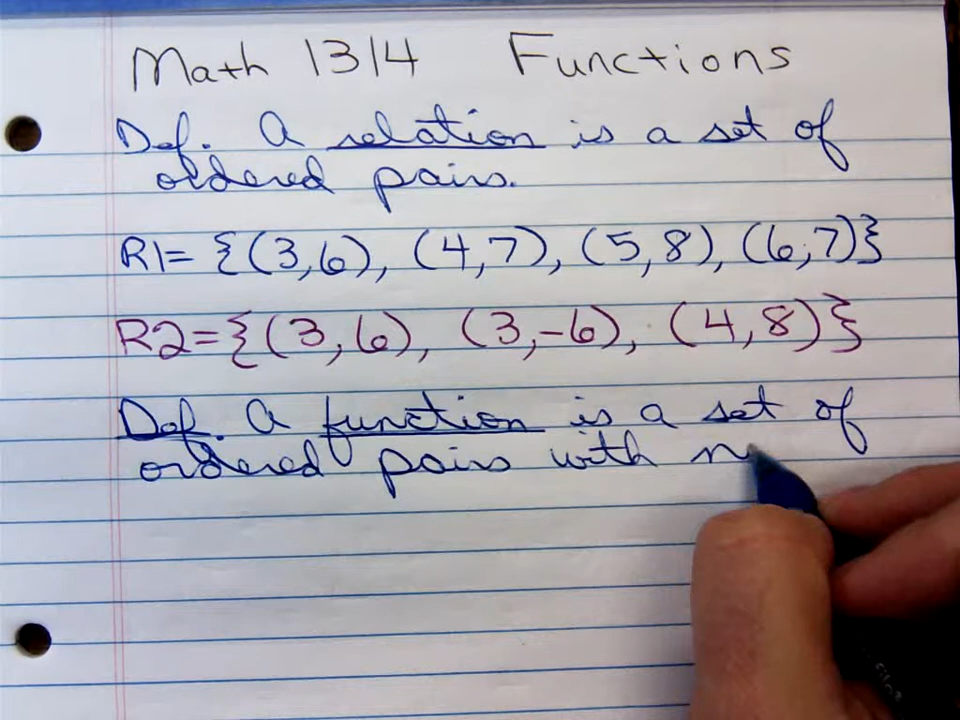 Math 1314 Functions
Def. A relation is a set of
ordered pairs.
R1= {(3,6), (4,7), (5,8), (6,7)}
R2={(3,6), (3,-6), (4,8)}
Def. A function is a set of
ordered pairs with n